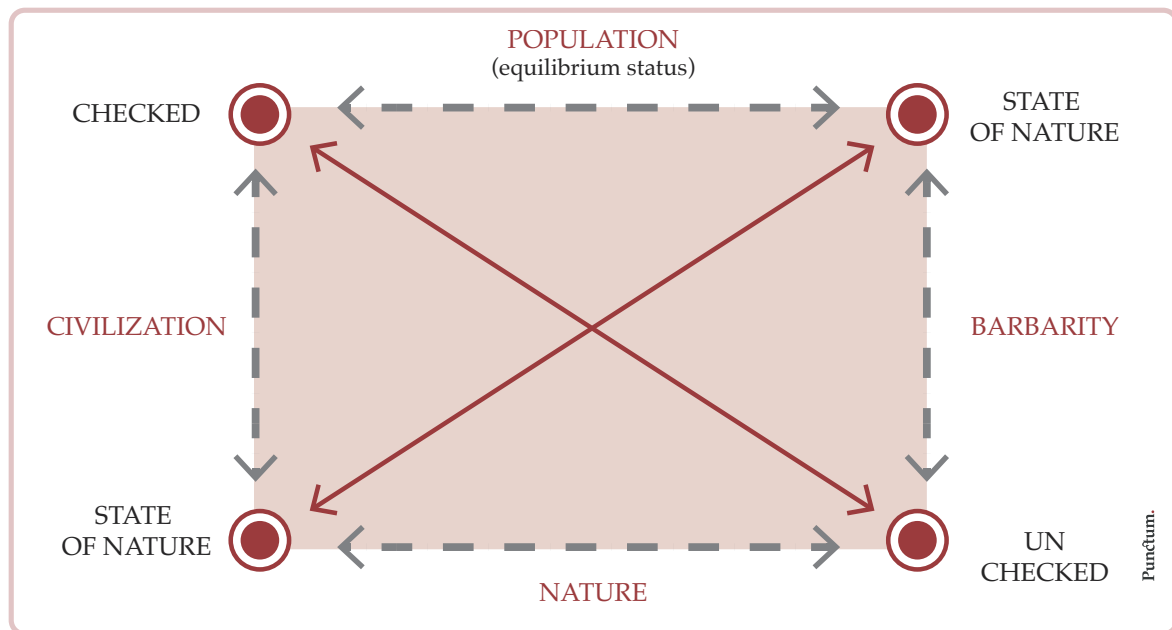 POPULATION
(equilibrium status)
CHECKED
STATE
OF NATURE
CIVILIZATION
BARBARITY
STATE
OF NATURE
UN
CHECKED
NATURE
Punctum.